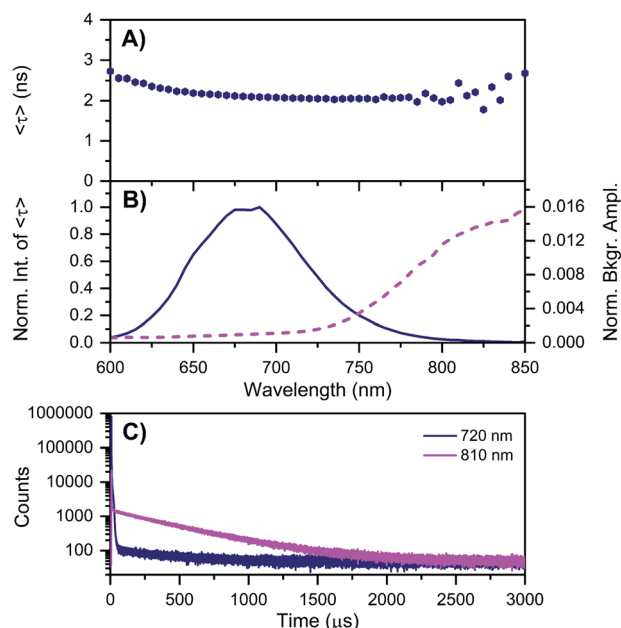 4
A)
3
2
1
0
<τ> (ns)
B)
1.0
0.8
0.6
0.4
0.2
0.0
Norm. Int. of <τ>
0.016
0.012
0.008
0.004
0.000
Norm. Bkgr. Ampl.
600 650 700 750 800 850
Wavelength (nm)
1000000
C)
720 nm
810 nm
100000
10000
1000
100
Counts
0 500 1000 1500 2000 2500 3000
Time (μs)